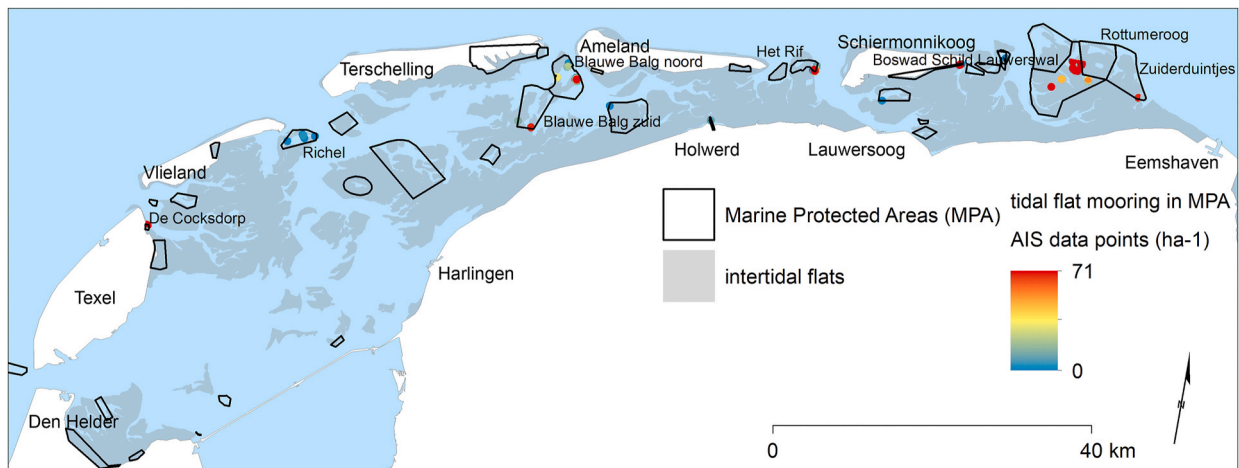 Rottumeroog
Ameland
Schiermonnikoog
Het Rif
Blauwe Balg noord
Boswad Schild Lauwerswal
Terschelling
Zuiderduintjes
Blauwe Balg zuid
Richel
Holwerd
Lauwersoog
Eemshaven
Vlieland
De Cocksdorp
Harlingen
Texel
Den Helder
Marine Protected Areas (MPA)
intertidal flats
tidal flat mooring in MPA
AIS data points (ha-1)
71
0
N
0
40 km